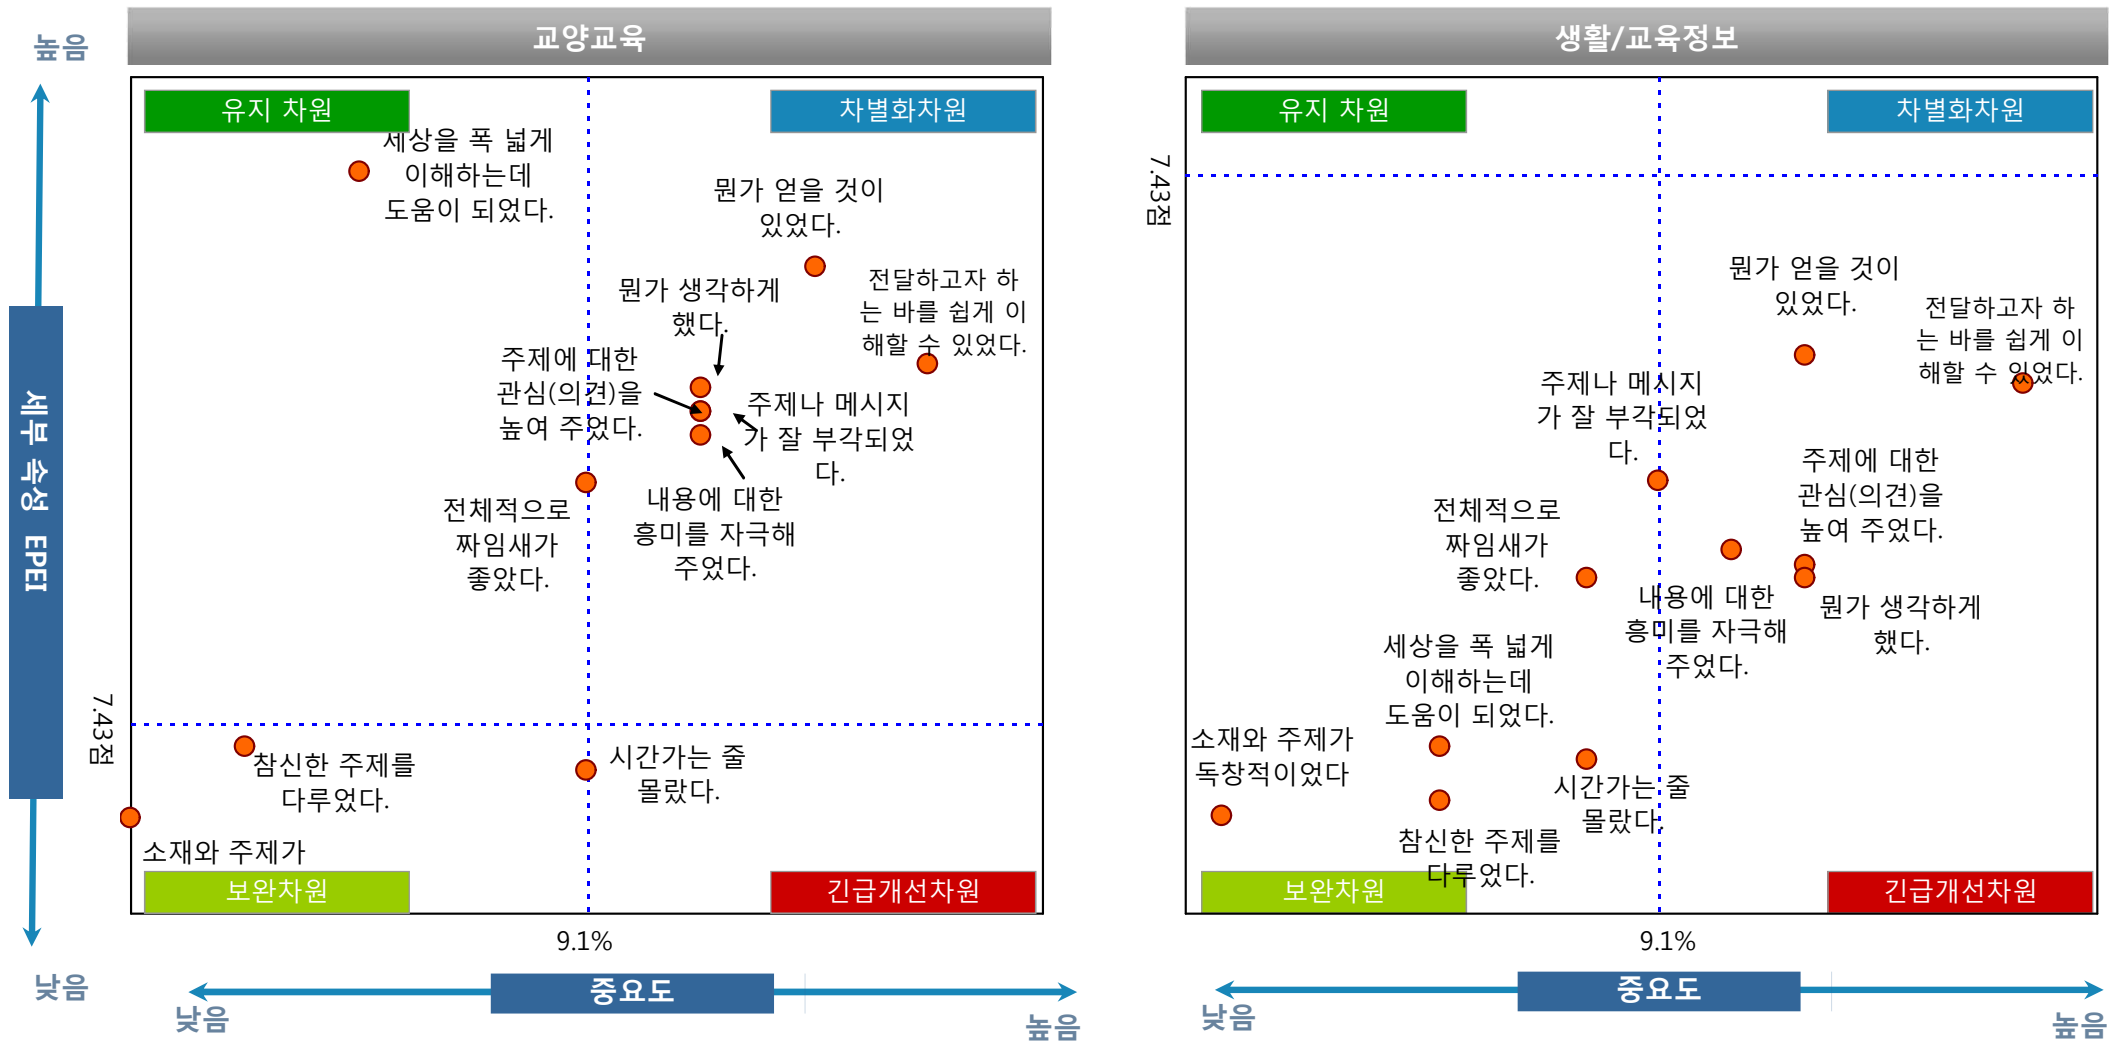 교양교육
생활/교육정보
높음
세부 속성 EPEI
낮음
유지 차원
차별화차원
세상을 폭 넓게
이해하는데
도움이 되었다.
뭔가 얻을 것이
있었다.
뭔가 생각하게
했다.
전달하고자 하
는 바를 쉽게 이
해할 수 있었다.
주제에 대한
관심(의견)을
높여 주었다.
주제나 메시지
가 잘 부각되었
다.
전체적으로
짜임새가
좋았다.
내용에 대한
흥미를 자극해
주었다.
7.43점
참신한 주제를
다루었다.
시간가는 줄
몰랐다.
소재와 주제가
보완차원
긴급개선차원
9.1%
중요도
낮음
높음
유지 차원
차별화차원
7.43점
뭔가 얻을 것이
있었다.
전달하고자 하
는 바를 쉽게 이
해할 수 있었다.
주제나 메시지
가 잘 부각되었
다.
주제에 대한
관심(의견)을
높여 주었다.
전체적으로
짜임새가
좋았다.
내용에 대한
흥미를 자극해
주었다.
뭔가 생각하게
했다.
세상을 폭 넓게
이해하는데
도움이 되었다.
소재와 주제가
독창적이었다
시간가는 줄
몰랐다.
참신한 주제를
다루었다.
보완차원
긴급개선차원
9.1%
중요도
낮음
높음